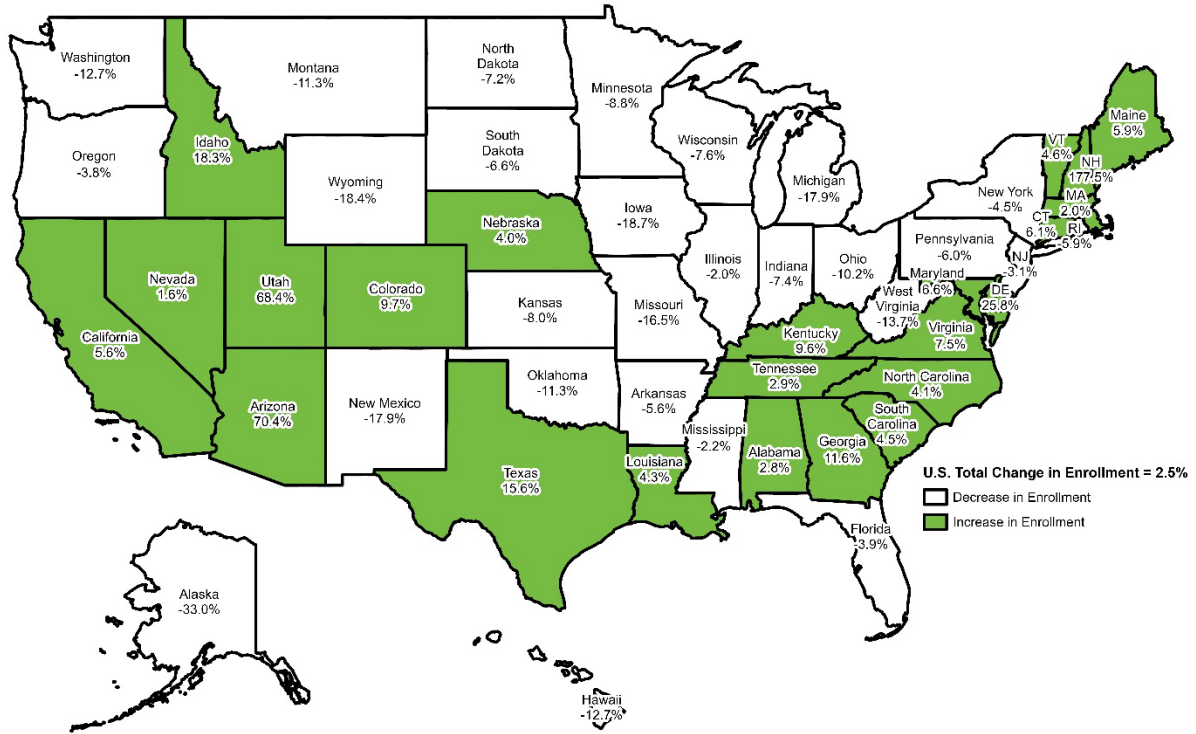 Washington
-12.7%
Montana
-11.3%
North
Dakota
-7.2%
Minnesota
-8.8%
Oregon
-3.8%
Idaho
18.3%
Wyoming
-18.4%
South
Dakota
-6.6%
Wisconsin
-7.6%
Michigan
-17.9%
New York
-4.5%
VT
4.6%
NH
177.5%
Maine
5.9%
MA
2.0%
CT
6.1%
RI
-5.9%
Nevada
1.6%
Utah
68.4%
Colorado
9.7%
Nebraska
4.0%
Iowa
-18.7%
Illinois
-2.0%
Indiana
-7.4%
Ohio
-10.2%
Pennsylvania
-6.0%
NJ
-3.1%
Maryland
6.6%
DE
25.8%
California
5.6%
Kansas
-8.0%
Missouri
-16.5%
Kentucky
9.6%
West
Virginia
-13.7%
Virginia
7.5%
Arizona
70.4%
New Mexico
-17.9%
Oklahoma
-11.3%
Arkansas
-5.6%
Tennessee
2.9%
North Carolina
4.1%
South
Carolina
4.5%
Texas
15.6%
Louisiana
4.3%
Mississippi
-2.2%
Alabama
2.8%
Georgia
11.6%
Florida
-3.9%
U.S. Total Change in Enrollment = 2.5%
Decrease in Enrollment
Increase in Enrollment
Alaska
-33.0%
Hawaii
-12.7%